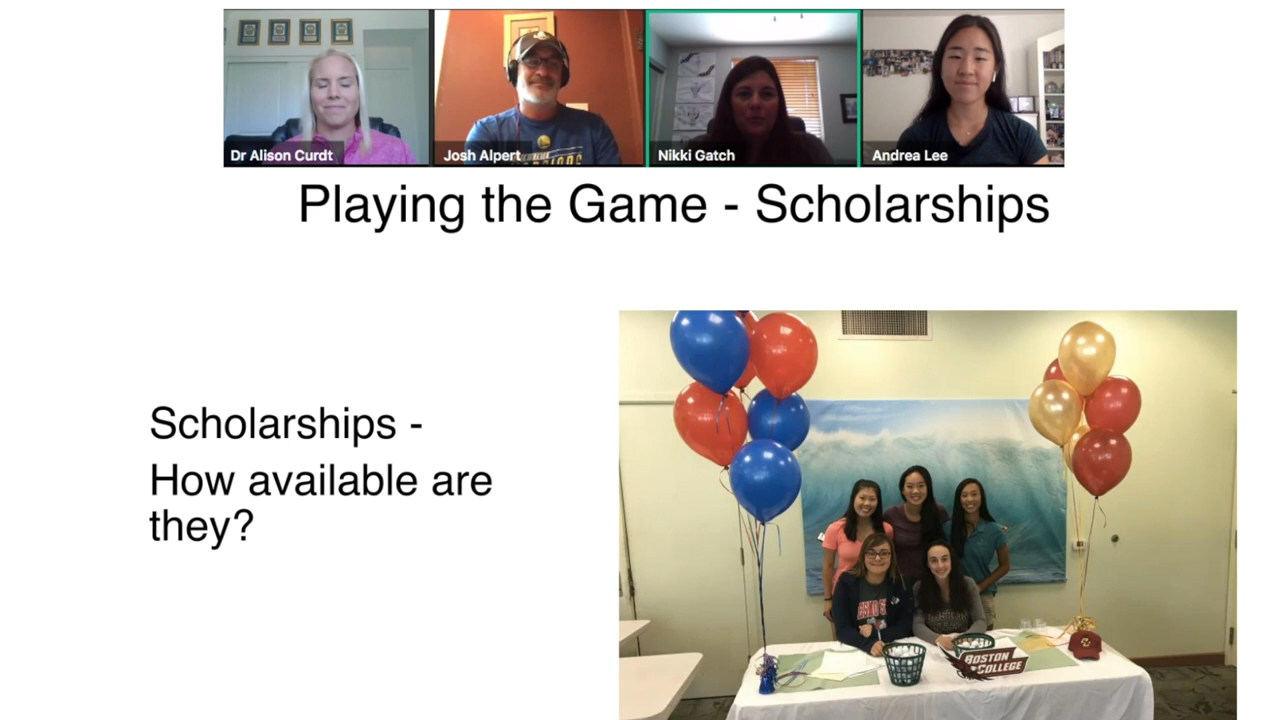 Dr Alison Curdt
Josh Alpert
Nikki Gatch
Andrea Lee
Playing the Game - Scholarships
Scholarships -
How available are
they?
BOSTON
COLLEGE